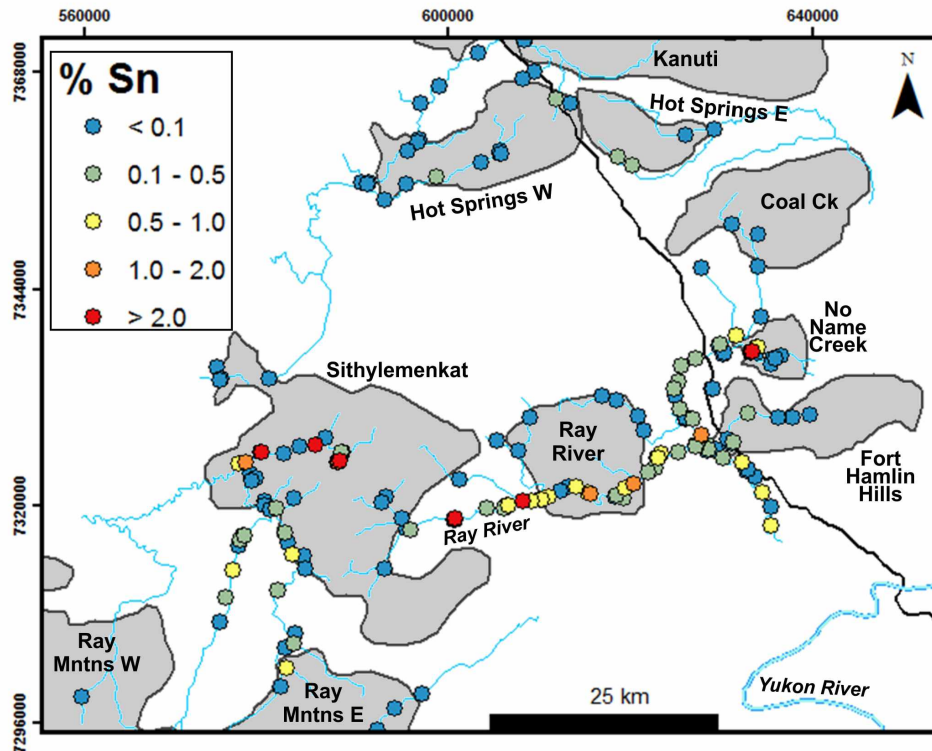 560000
600000
640000
7368000
7344000
7320000
7296000
% Sn
< 0.1
0.1 - 0.5
0.5 - 1.0
1.0 - 2.0
> 2.0
N
Kanuti
Hot Springs E
Hot Springs W
Coal Ck
No
Name
Creek
Sithylemenkat
Ray
River
Fort
Hamlin
Hills
Ray River
Ray
Mntns W
Ray
Mntns E
25 km
Yukon River